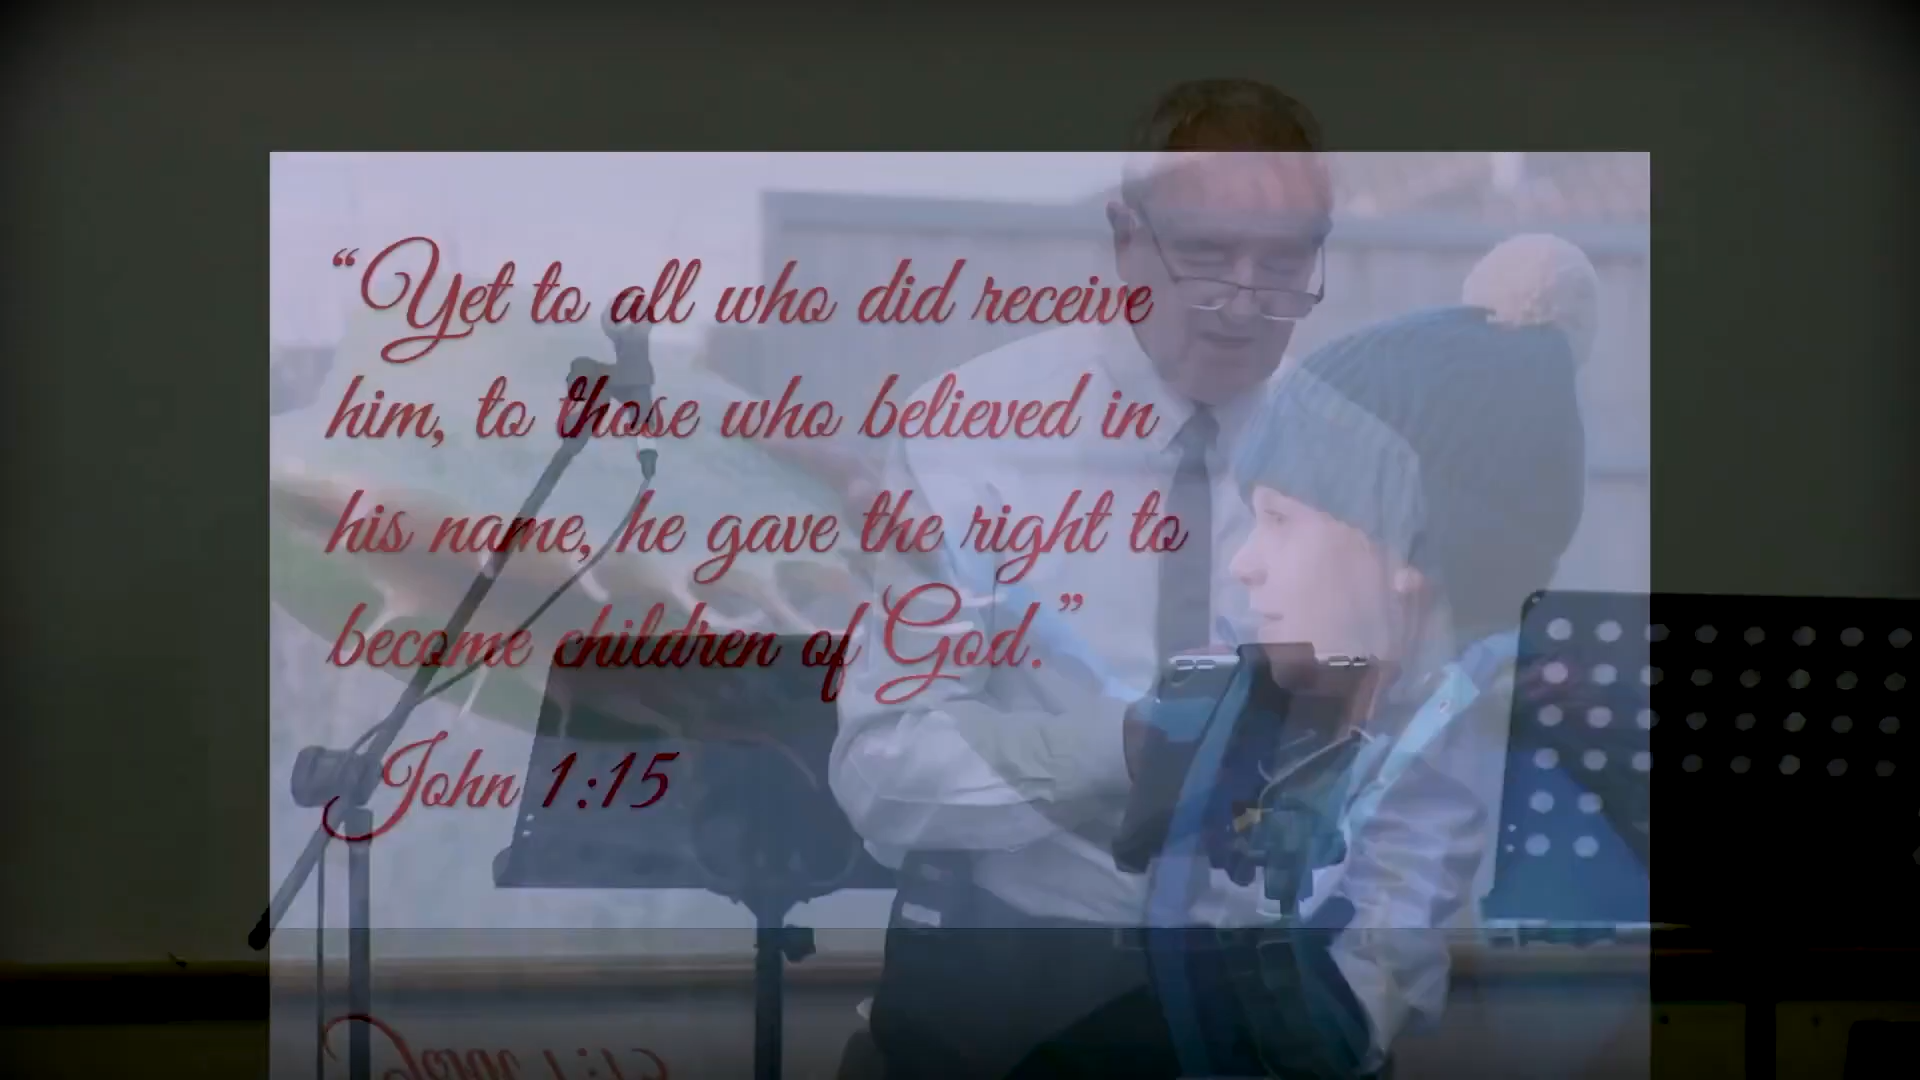 “Yet to all who did receive
him, to those who believed in
his name, he gave the right to
become children of God.”
John 1:15